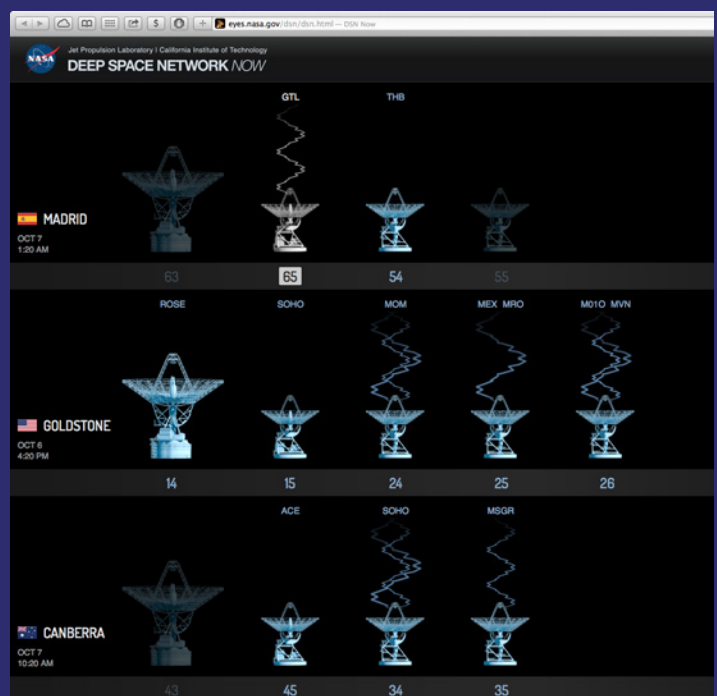 eyes.nasa.gov/dsn/dsn.html — DSN Now
NASA
Jet Propulsion Laboratory | California Institute of Technology
DEEP SPACE NETWORK NOW
GTL THB
MADRID
OCT 7
1:20 AM
63 65 54 55
ROSE SOHO MOM MEX MRO M01O MVN
GOLDSTONE
OCT 6
4:20 PM
14 15 24 25 26
ACE SOHO MSGR
CANBERRA
OCT 7
10:20 AM
43 45 34 35